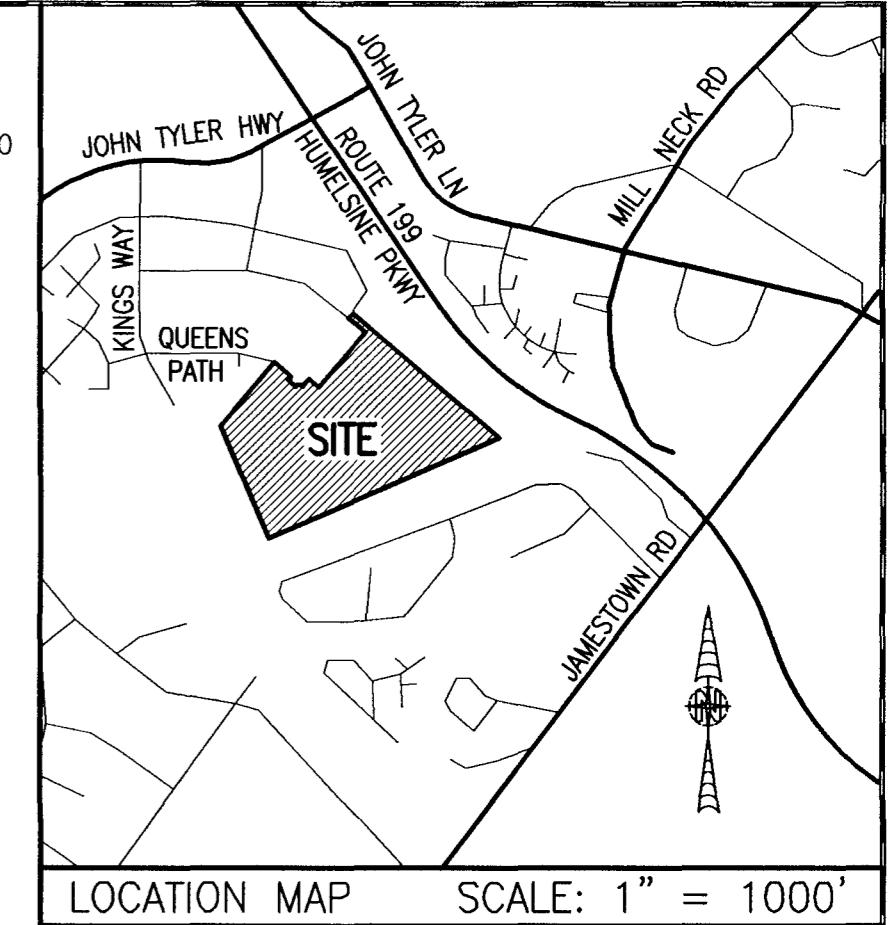 0
JOHN TYLER HWY
JOHN TYLER LN
ROUTE 199
HUMELSINE PKWY
MILL NECK RD
KINGS WAY
QUEENS
PATH
SITE
JAMESTOWN RD
N
LOCATION MAP SCALE: 1" = 1000'